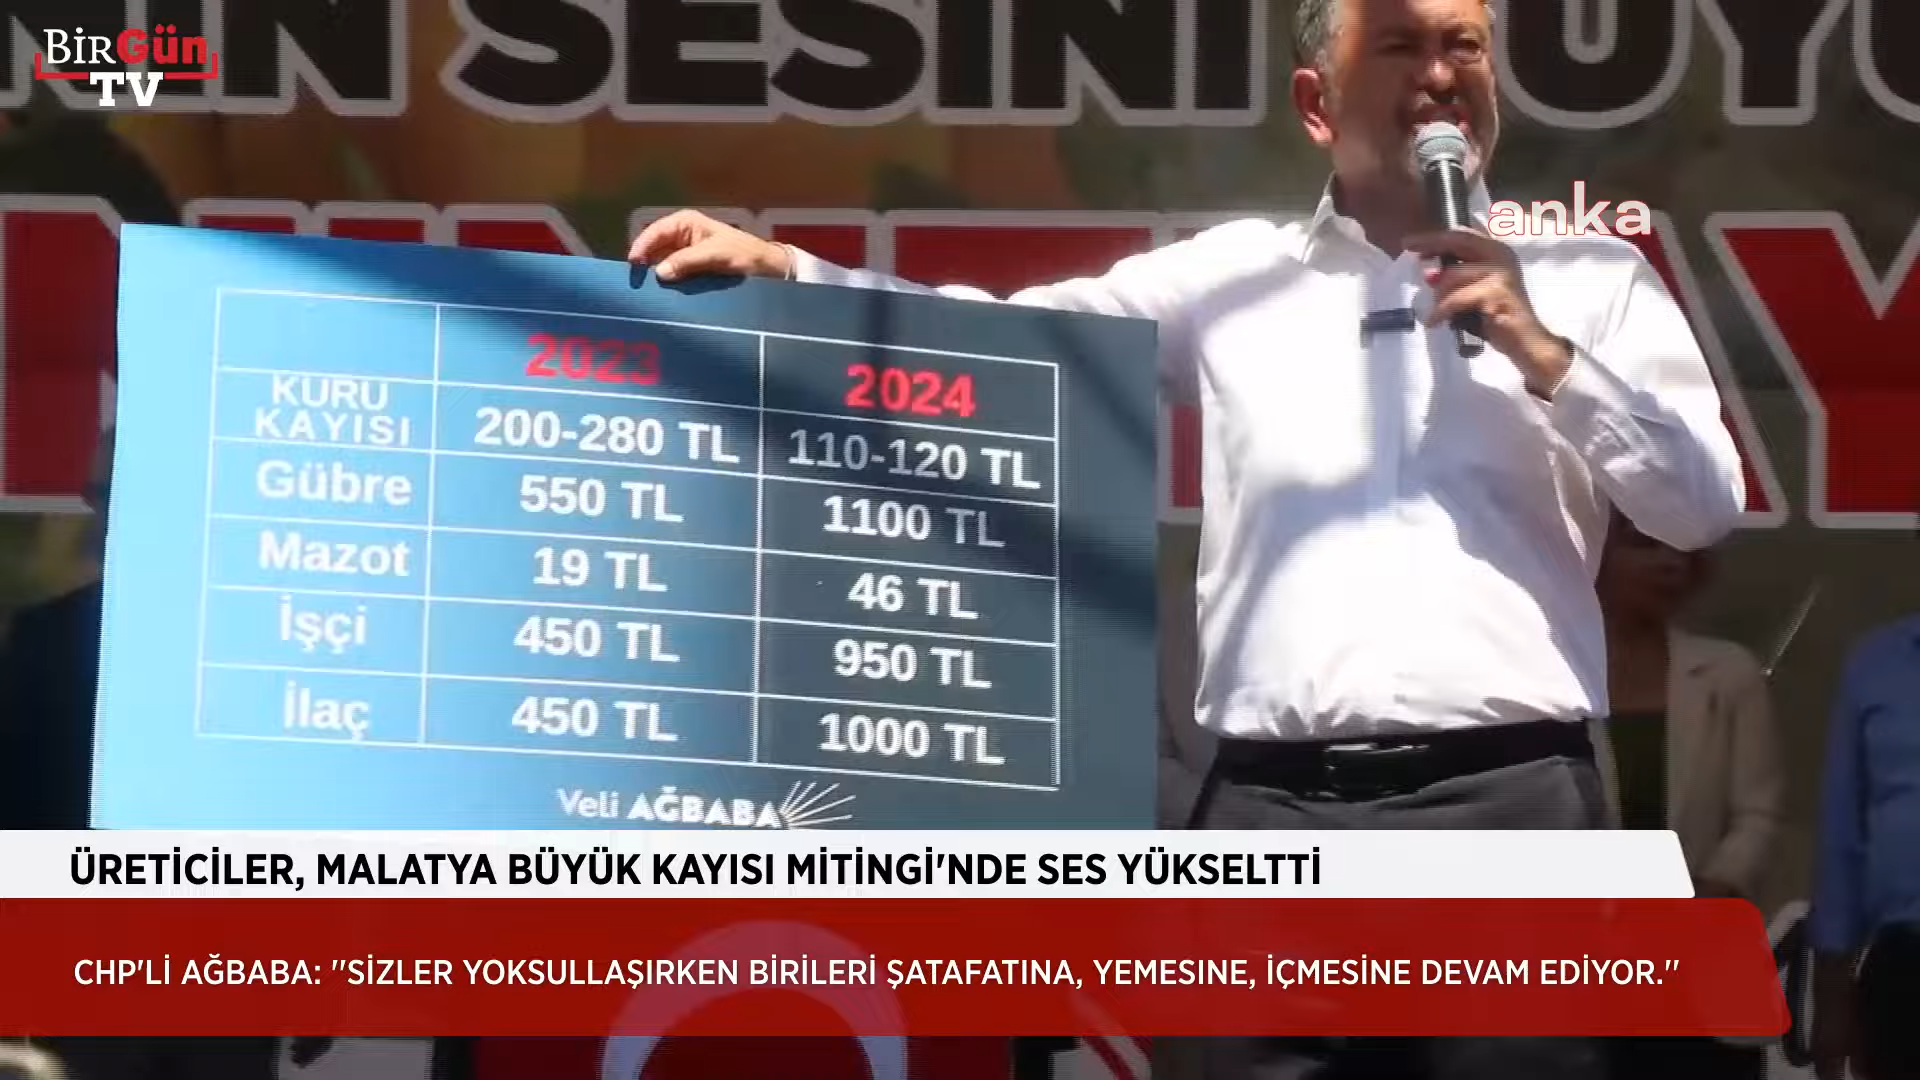 BiRGün
TV
SESİNİ
anka
2023 2024
KURU
KAYISI 200-280 TL 110-120 TL
Gübre 550 TL 1100 TL
Mazot 19 TL 46 TL
İşçi 450 TL 950 TL
İlaç 450 TL 1000 TL
Veli AĞBABA
ÜRETİCİLER, MALATYA BÜYÜK KAYISI MİTİNGİ'NDE SES YÜKSELTTİ
CHP'Lİ AĞBABA: "SİZLER YOKSULLAŞIRKEN BİRİLERİ ŞATAFATINA, YEMESINE, İÇMESİNE DEVAM EDİYOR."